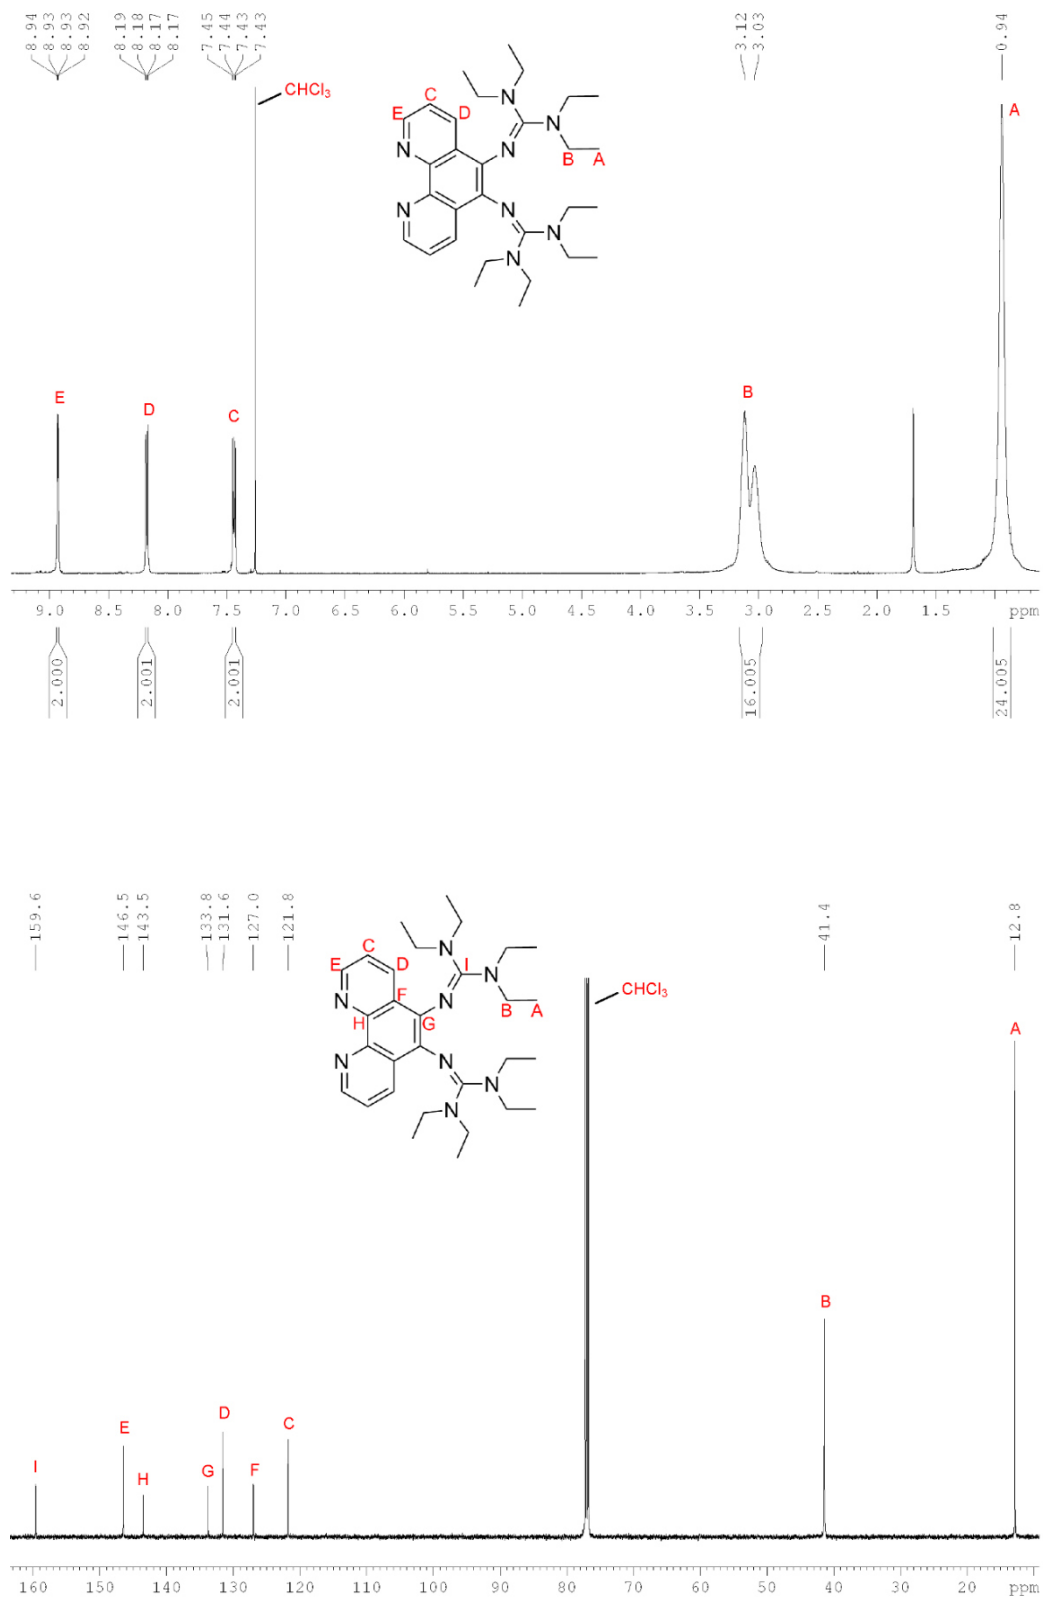 8.94 8.93 8.93 8.92 8.19 8.18 8.17 8.17 7.45 7.44 7.43 7.43 3.12 3.03 0.94
CHCl3
A
E C D
N N N
N B A
N N
N
N
E D C B
9.0 8.5 8.0 7.5 7.0 6.5 6.0 5.5 5.0 4.5 4.0 3.5 3.0 2.5 2.0 1.5 ppm
2.000 2.001 2.001 16.005 24.005
159.6 146.5 143.5 133.8 131.6 127.0 121.8 41.4 12.8
E C D
N N I
N F N B A
H G
N N N
N
CHCl3
A
B
I E H G D F C
160 150 140 130 120 110 100 90 80 70 60 50 40 30 20 ppm